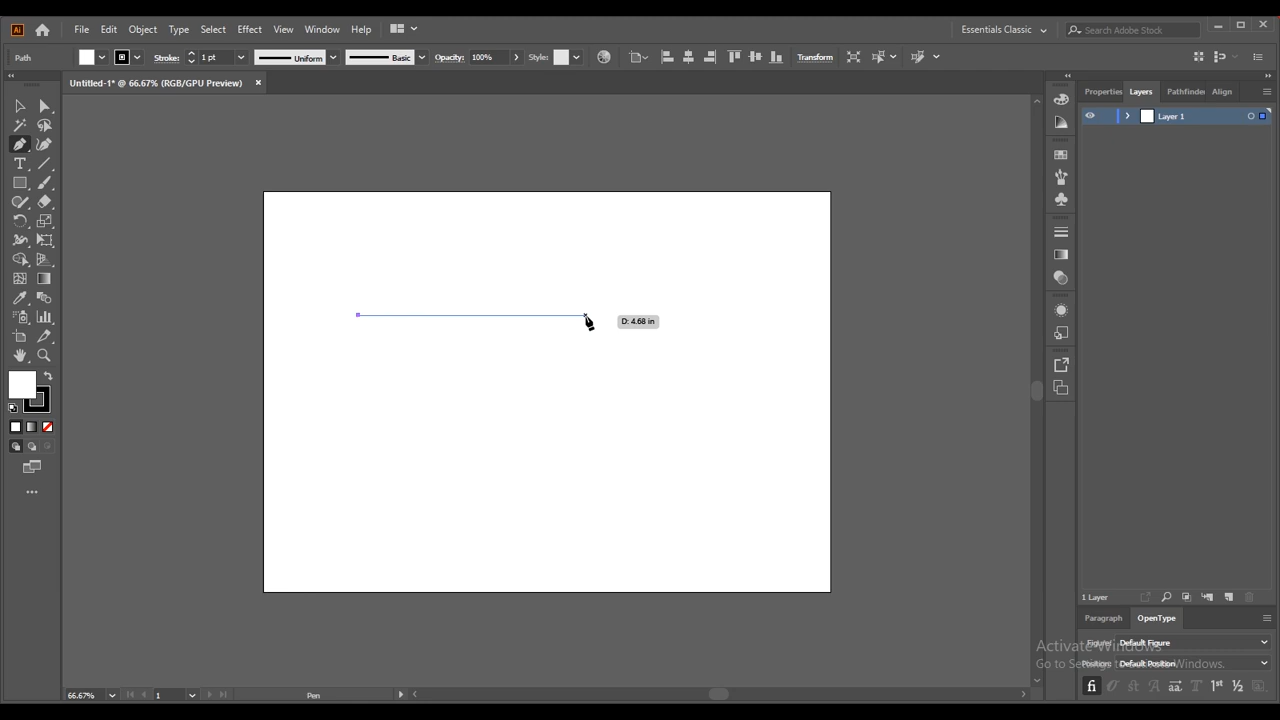 Ai File Edit Object Type Select Effect View Window Help Essentials Classic Search Adobe Stock
Path Stroke: 1 pt Uniform Basic Opacity: 100% Style: Transform
Untitled-1* @ 66.67% (RGB/GPU Preview) × Properties Layers Pathfinder Align
Layer 1
D: 4.68 in
1 Layer
Paragraph OpenType
Figure: Default Figure
Activate Windows
Position: Default Position
Go to Settings to activate Windows.
66.67% 1 Pen